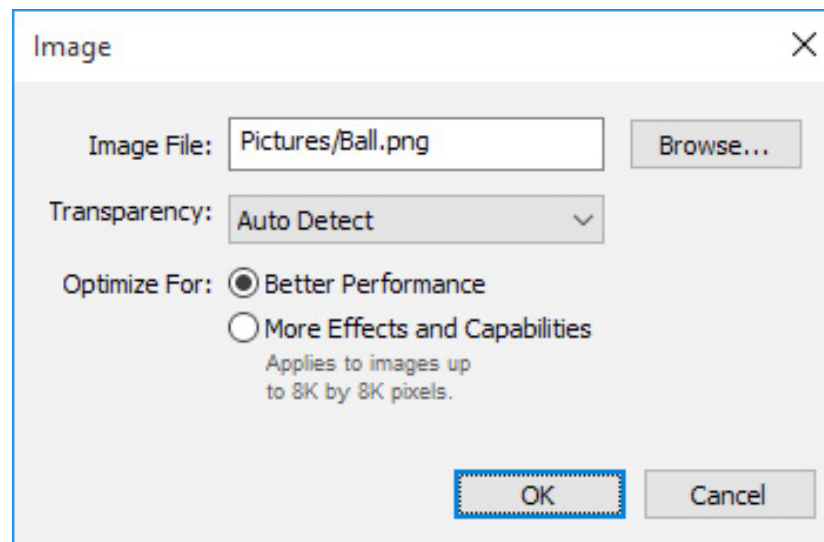 Image
Image File: Pictures/Ball.png Browse...
Transparency: Auto Detect
Optimize For: Better Performance
More Effects and Capabilities
Applies to images up
to 8K by 8K pixels.
OK Cancel